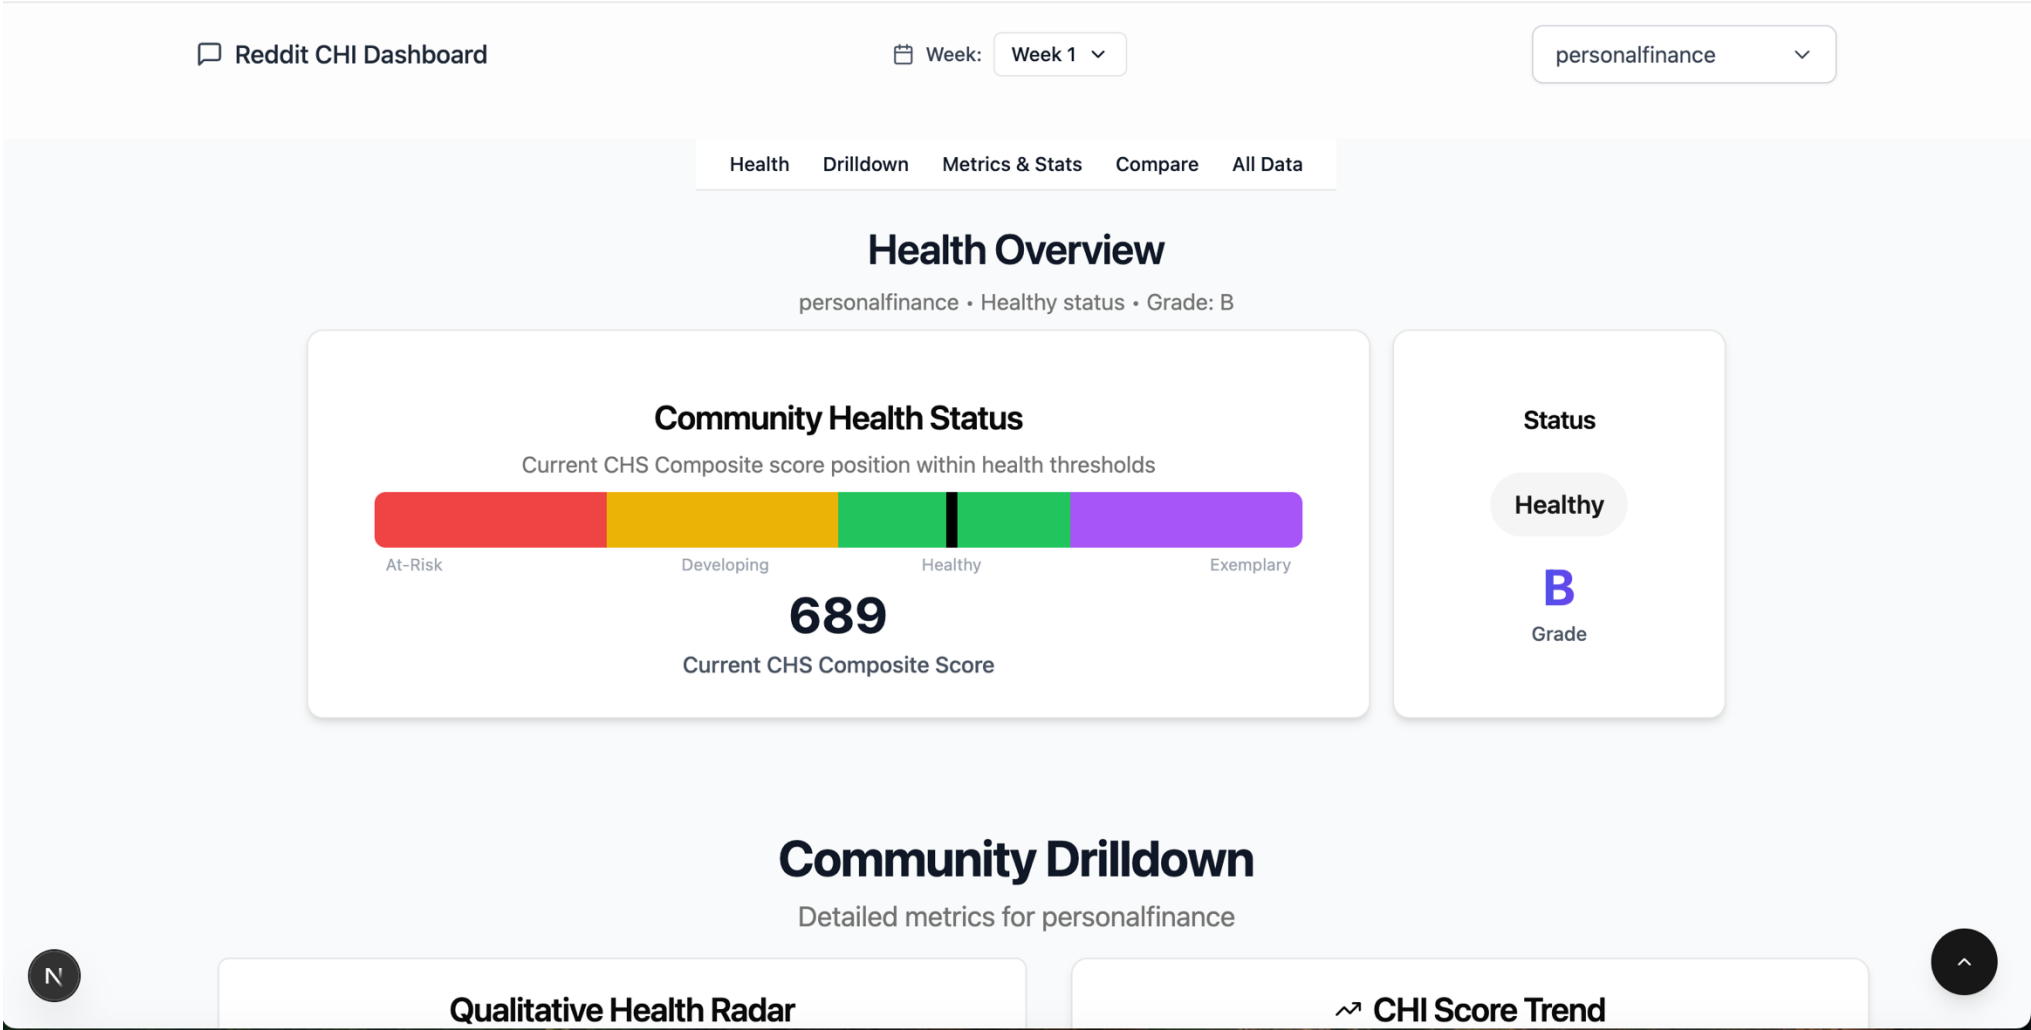 Reddit CHI Dashboard
Week:
Week 1
personalfinance
Health
Drilldown
Metrics & Stats
Compare
All Data
Health Overview
personalfinance • Healthy status • Grade: B
Community Health Status
Current CHS Composite score position within health thresholds
At-Risk
Developing
Healthy
Exemplary
689
Current CHS Composite Score
Status
Healthy
B
Grade
Community Drilldown
Detailed metrics for personalfinance
N
Qualitative Health Radar
CHI Score Trend